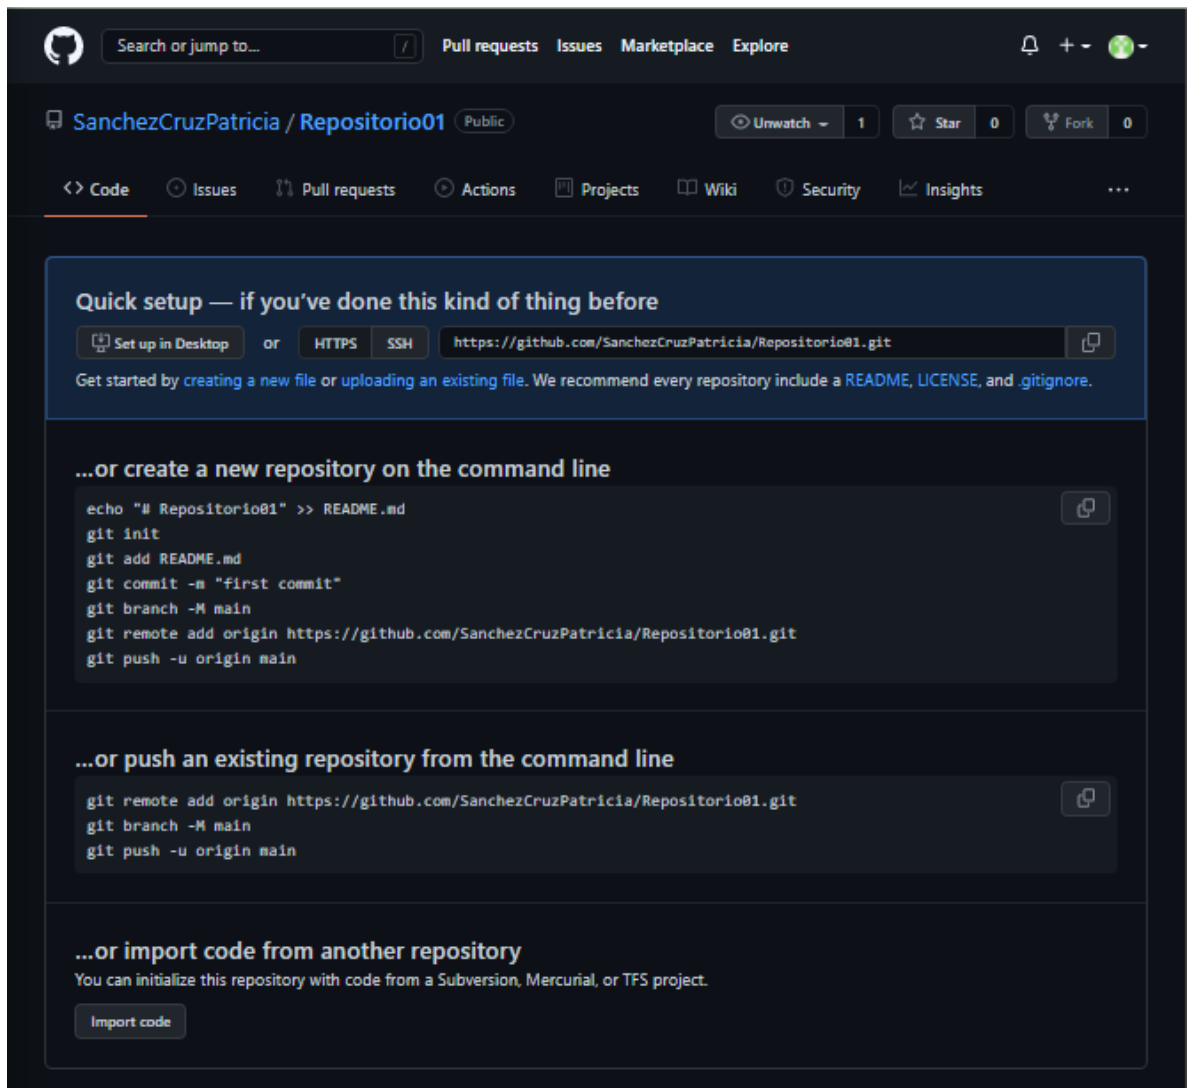 Search or jump to... /
Pull requests Issues Marketplace Explore
SanchezCruzPatricia / Repositorio01 Public
Unwatch 1 Star 0 Fork 0
<> Code Issues Pull requests Actions Projects Wiki Security Insights ...
Quick setup — if you've done this kind of thing before
Set up in Desktop or HTTPS SSH https://github.com/SanchezCruzPatricia/Repositorio01.git
Get started by creating a new file or uploading an existing file. We recommend every repository include a README, LICENSE, and .gitignore.
...or create a new repository on the command line
echo "# Repositorio01" >> README.md
git init
git add README.md
git commit -m "first commit"
git branch -M main
git remote add origin https://github.com/SanchezCruzPatricia/Repositorio01.git
git push -u origin main
...or push an existing repository from the command line
git remote add origin https://github.com/SanchezCruzPatricia/Repositorio01.git
git branch -M main
git push -u origin main
...or import code from another repository
You can initialize this repository with code from a Subversion, Mercurial, or TFS project.
Import code